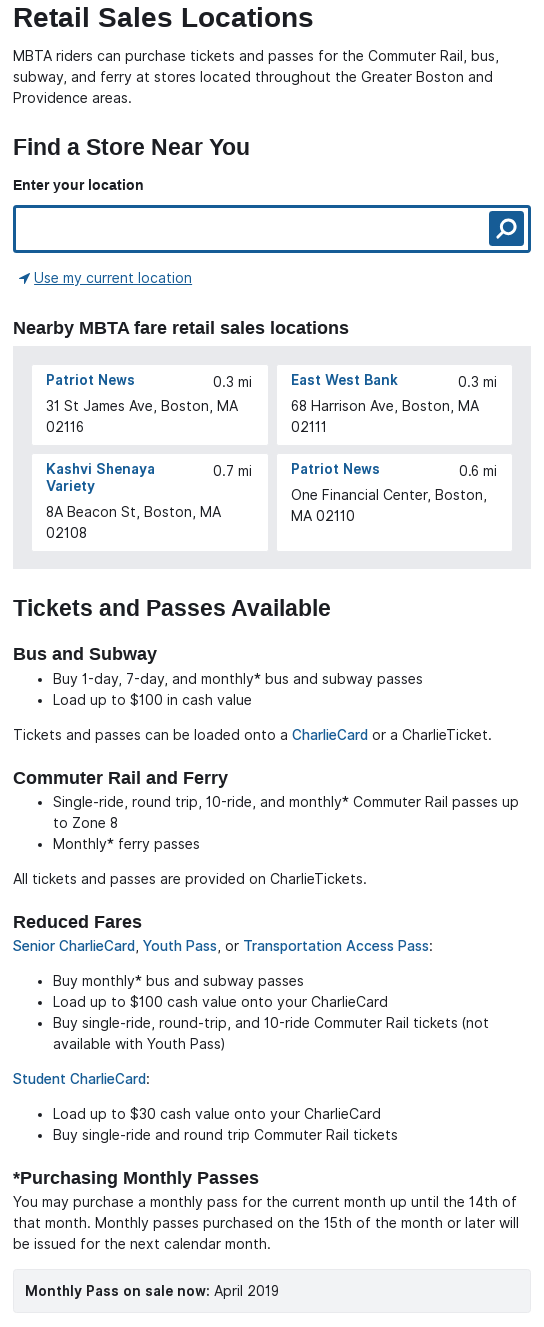 Retail Sales Locations
MBTA riders can purchase tickets and passes for the Commuter Rail, bus,
subway, and ferry at stores located throughout the Greater Boston and
Providence areas.
Find a Store Near You
Enter your location
Use my current location
Nearby MBTA fare retail sales locations
Patriot News 0.3 mi
31 St James Ave, Boston, MA
02116
East West Bank 0.3 mi
68 Harrison Ave, Boston, MA
02111
Kashvi Shenaya 0.7 mi
Variety
8A Beacon St, Boston, MA
02108
Patriot News 0.6 mi
One Financial Center, Boston,
MA 02110
Tickets and Passes Available
Bus and Subway
• Buy 1-day, 7-day, and monthly* bus and subway passes
• Load up to $100 in cash value
Tickets and passes can be loaded onto a CharlieCard or a CharlieTicket.
Commuter Rail and Ferry
• Single-ride, round trip, 10-ride, and monthly* Commuter Rail passes up
to Zone 8
• Monthly* ferry passes
All tickets and passes are provided on CharlieTickets.
Reduced Fares
Senior CharlieCard, Youth Pass, or Transportation Access Pass:
• Buy monthly* bus and subway passes
• Load up to $100 cash value onto your CharlieCard
• Buy single-ride, round-trip, and 10-ride Commuter Rail tickets (not
available with Youth Pass)
Student CharlieCard:
• Load up to $30 cash value onto your CharlieCard
• Buy single-ride and round trip Commuter Rail tickets
*Purchasing Monthly Passes
You may purchase a monthly pass for the current month up until the 14th of
that month. Monthly passes purchased on the 15th of the month or later will
be issued for the next calendar month.
Monthly Pass on sale now: April 2019